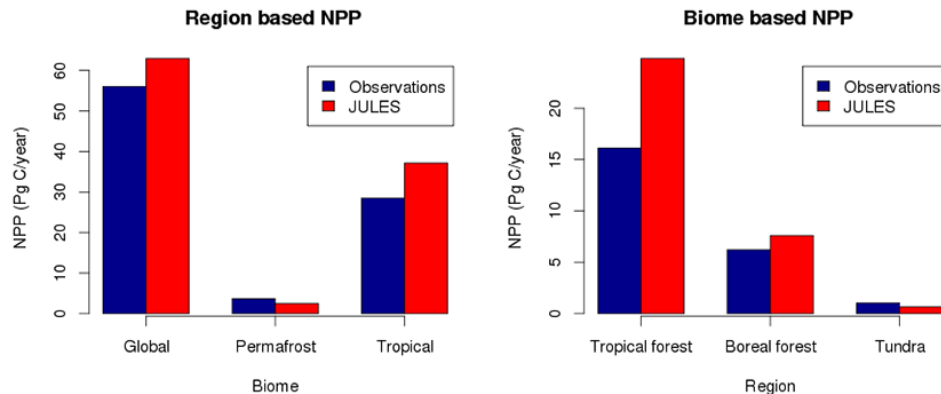 Region based NPP
NPP (Pg C/year)
60
50
40
30
20
10
0
Observations
JULES
Global Permafrost Tropical
Biome
Biome based NPP
NPP (Pg C/year)
20
15
10
5
0
Observations
JULES
Tropical forest Boreal forest Tundra
Region